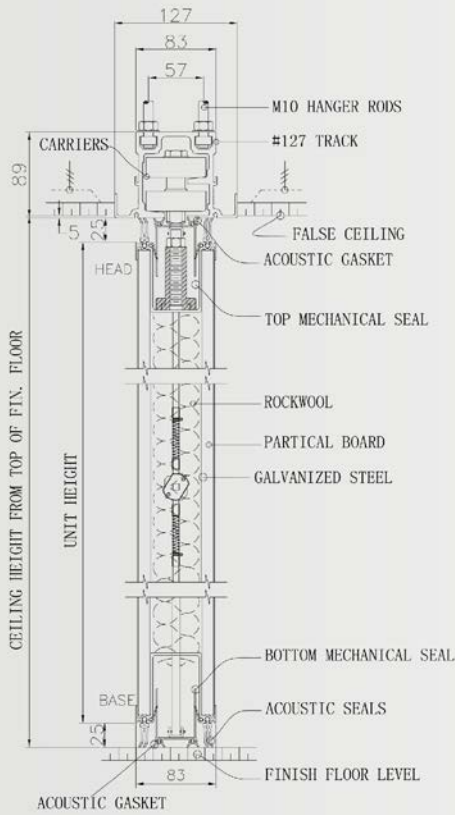 127
83
57
M10 HANGER RODS
CARRIERS
#127 TRACK
89
5
25
FALSE CEILING
HEAD
ACOUSTIC GASKET
TOP MECHANICAL SEAL
CEILING HEIGHT FROM TOP OF FIN. FLOOR
UNIT HEIGHT
ROCKWOOL
PARTICAL BOARD
GALVANIZED STEEL
BOTTOM MECHANICAL SEAL
BASE
ACOUSTIC SEALS
25
FINISH FLOOR LEVEL
83
ACOUSTIC GASKET